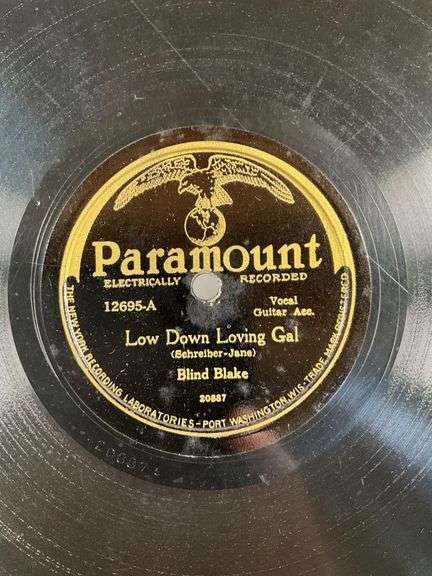 Paramount
ELECTRICALLY RECORDED
12695-A
Vocal
Guitar Acc.
Low Down Loving Gal
(Schreiber-Jane)
Blind Blake
20887
THE NEW YORK RECORDING LABORATORIES - PORT WASHINGTON, WIS - TRADE MARK REGISTERED